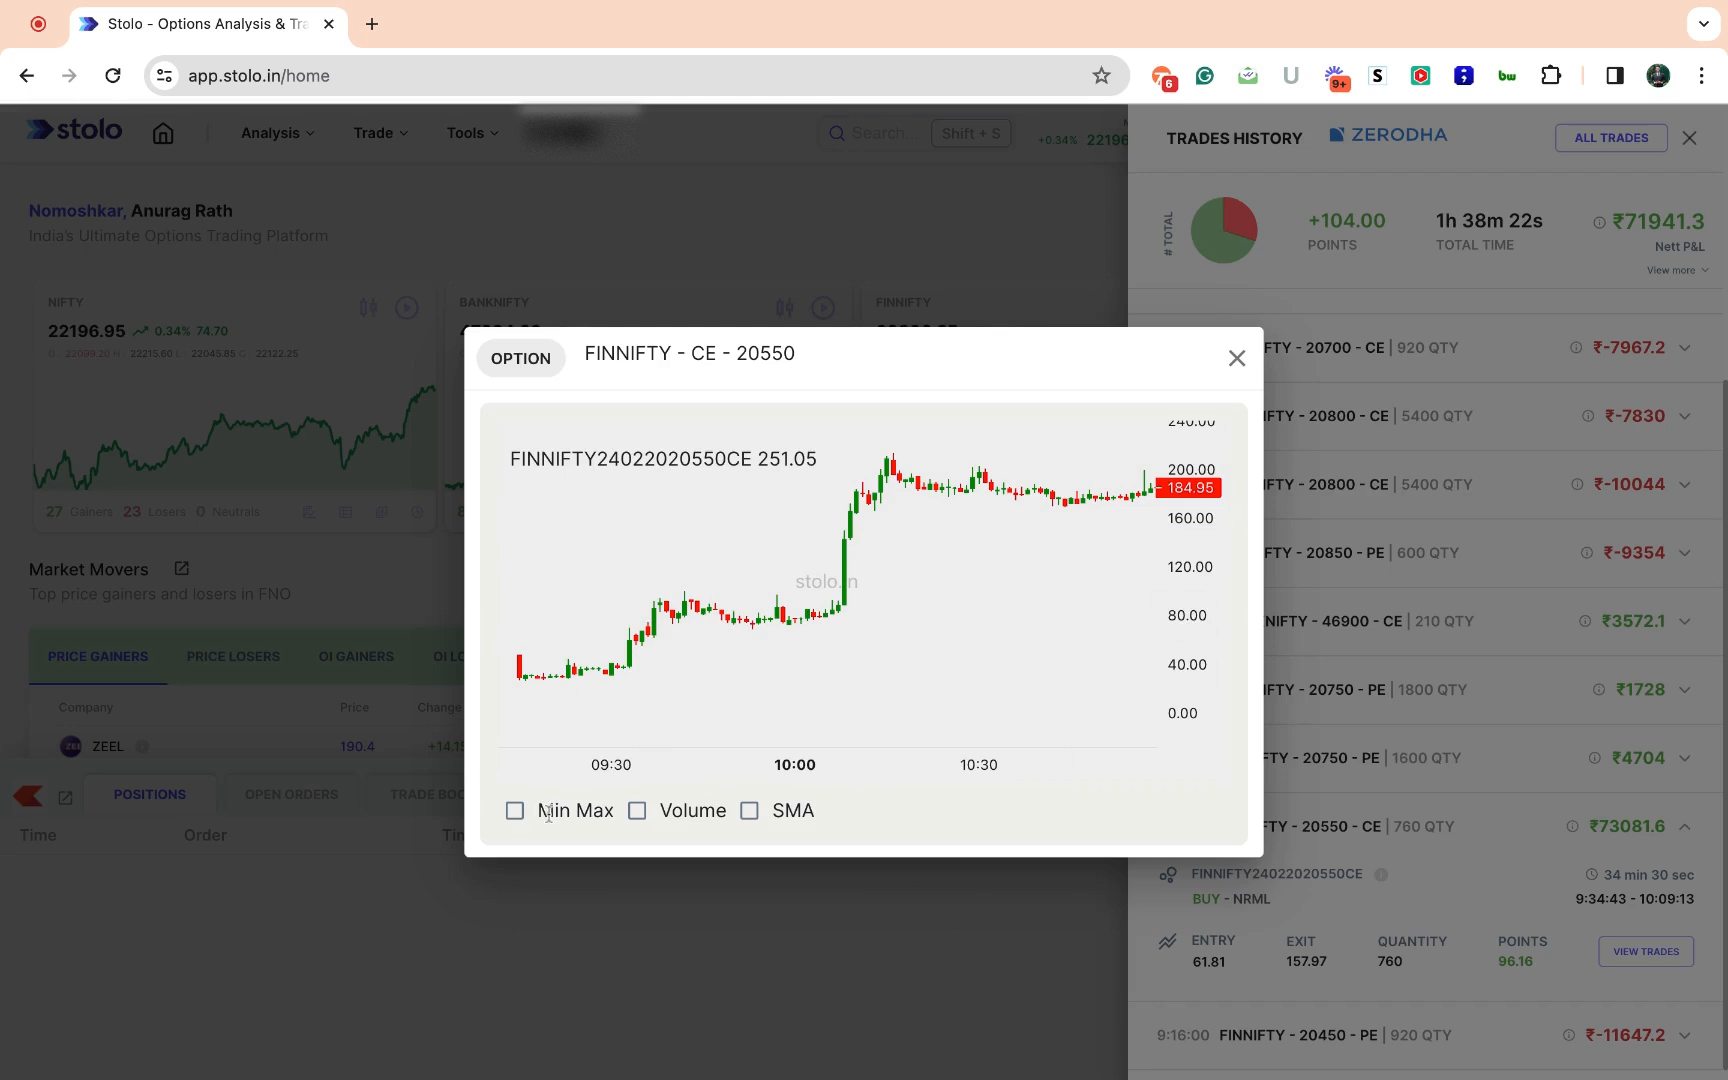 Stolo - Options Analysis & Tra
app.stolo.in/home
6
9+
S
U
bw
stolo
Analysis
Trade
Tools
Search...
Shift + S
+0.34% 22196
TRADES HISTORY
ZERODHA
ALL TRADES
Nomoshkar, Anurag Rath
India's Ultimate Options Trading Platform
# TOTAL
+104.00
POINTS
1h 38m 22s
TOTAL TIME
₹71941.3
Nett P&L
View more
NIFTY
22196.95 0.34% 74.70
O : 22099.20 H : 22215.60 L : 22045.85 C : 22122.25
BANKNIFTY
FINNIFTY
27 Gainers 23 Losers 0 Neutrals
Market Movers
Top price gainers and losers in FNO
PRICE GAINERS
PRICE LOSERS
OI GAINERS
OI LO
Company
Price
Change
ZEEL
190.4
+14.15
POSITIONS
OPEN ORDERS
TRADE BOO
Time
Order
Tim
OPTION
FINNIFTY - CE - 20550
FINNIFTY24022020550CE 251.05
stolo.in
240.00
200.00
184.95
160.00
120.00
80.00
40.00
0.00
09:30
10:00
10:30
Min Max
Volume
SMA
FTY - 20700 - CE | 920 QTY
₹-7967.2
IFTY - 20800 - CE | 5400 QTY
₹-7830
IFTY - 20800 - CE | 5400 QTY
₹-10044
FTY - 20850 - PE | 600 QTY
₹-9354
NIFTY - 46900 - CE | 210 QTY
₹3572.1
IFTY - 20750 - PE | 1800 QTY
₹1728
FTY - 20750 - PE | 1600 QTY
₹4704
FTY - 20550 - CE | 760 QTY
₹73081.6
FINNIFTY24022020550CE
34 min 30 sec
BUY - NRML
9:34:43 - 10:09:13
ENTRY
61.81
EXIT
157.97
QUANTITY
760
POINTS
96.16
VIEW TRADES
9:16:00 FINNIFTY - 20450 - PE | 920 QTY
₹-11647.2